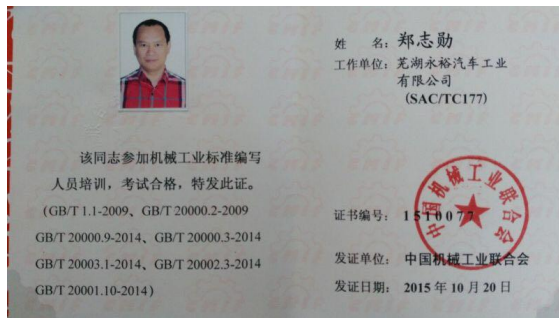 该同志参加机械工业标准编写
人员培训，考试合格，特发此证。
(GB/T 1.1-2009、GB/T 20000.2-2009
GB/T 20000.9-2014、GB/T 20000.3-2014
GB/T 20003.1-2014、GB/T 20002.3-2014
GB/T 20001.10-2014)
姓 名：郑志勋
工作单位：芜湖永裕汽车工业
有限公司
(SAC/TC177)
证书编号：1510077
发证单位：中国机械工业联合会
发证日期：2015 年 10 月 20 日
中国机械工业联合会